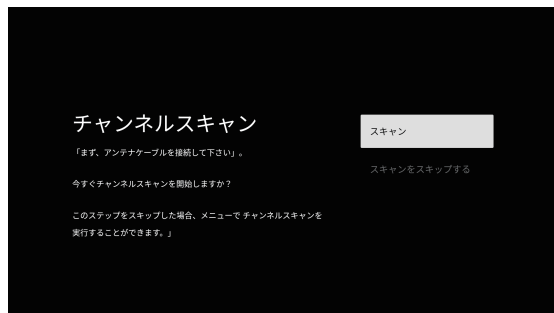 チャンネルスキャン
「まず、アンテナケーブルを接続して下さい」。
今すぐチャンネルスキャンを開始しますか？
このステップをスキップした場合、メニューで チャンネルスキャンを
実行することができます。」
スキャン
スキャンをスキップする